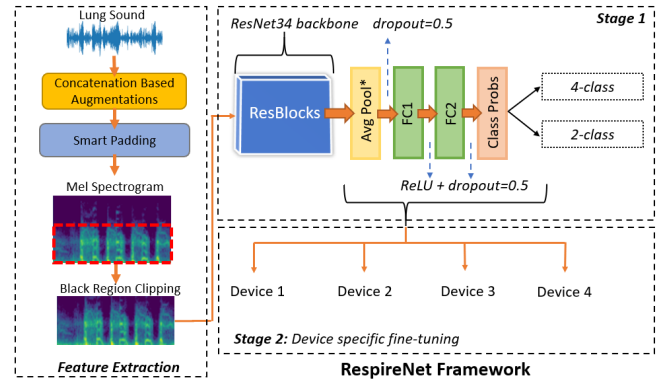 Lung Sound
Concatenation Based
Augmentations
Smart Padding
Mel Spectrogram
Black Region Clipping
Feature Extraction
ResNet34 backbone
dropout=0.5
Stage 1
ResBlocks
Avg Pool*
FC1
FC2
Class Probs
4-class
2-class
ReLU + dropout=0.5
Device 1
Device 2
Device 3
Device 4
Stage 2: Device specific fine-tuning
RespireNet Framework